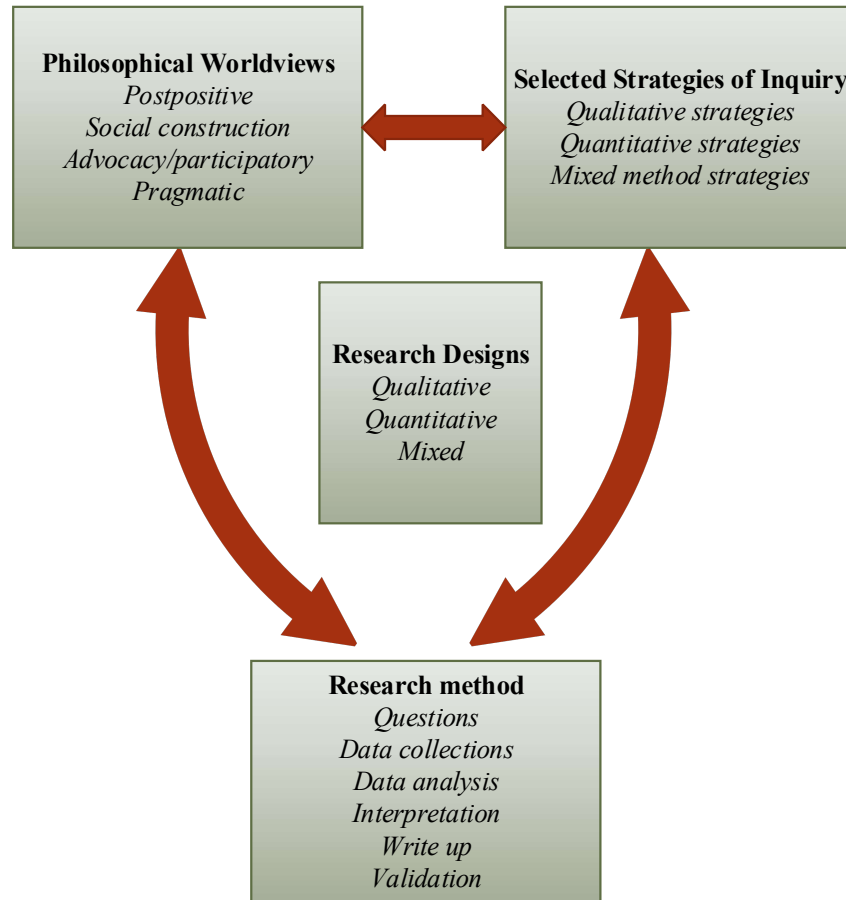 Philosophical Worldviews
Postpositive
Social construction
Advocacy/participatory
Pragmatic
Selected Strategies of Inquiry
Qualitative strategies
Quantitative strategies
Mixed method strategies
Research Designs
Qualitative
Quantitative
Mixed
Research method
Questions
Data collections
Data analysis
Interpretation
Write up
Validation